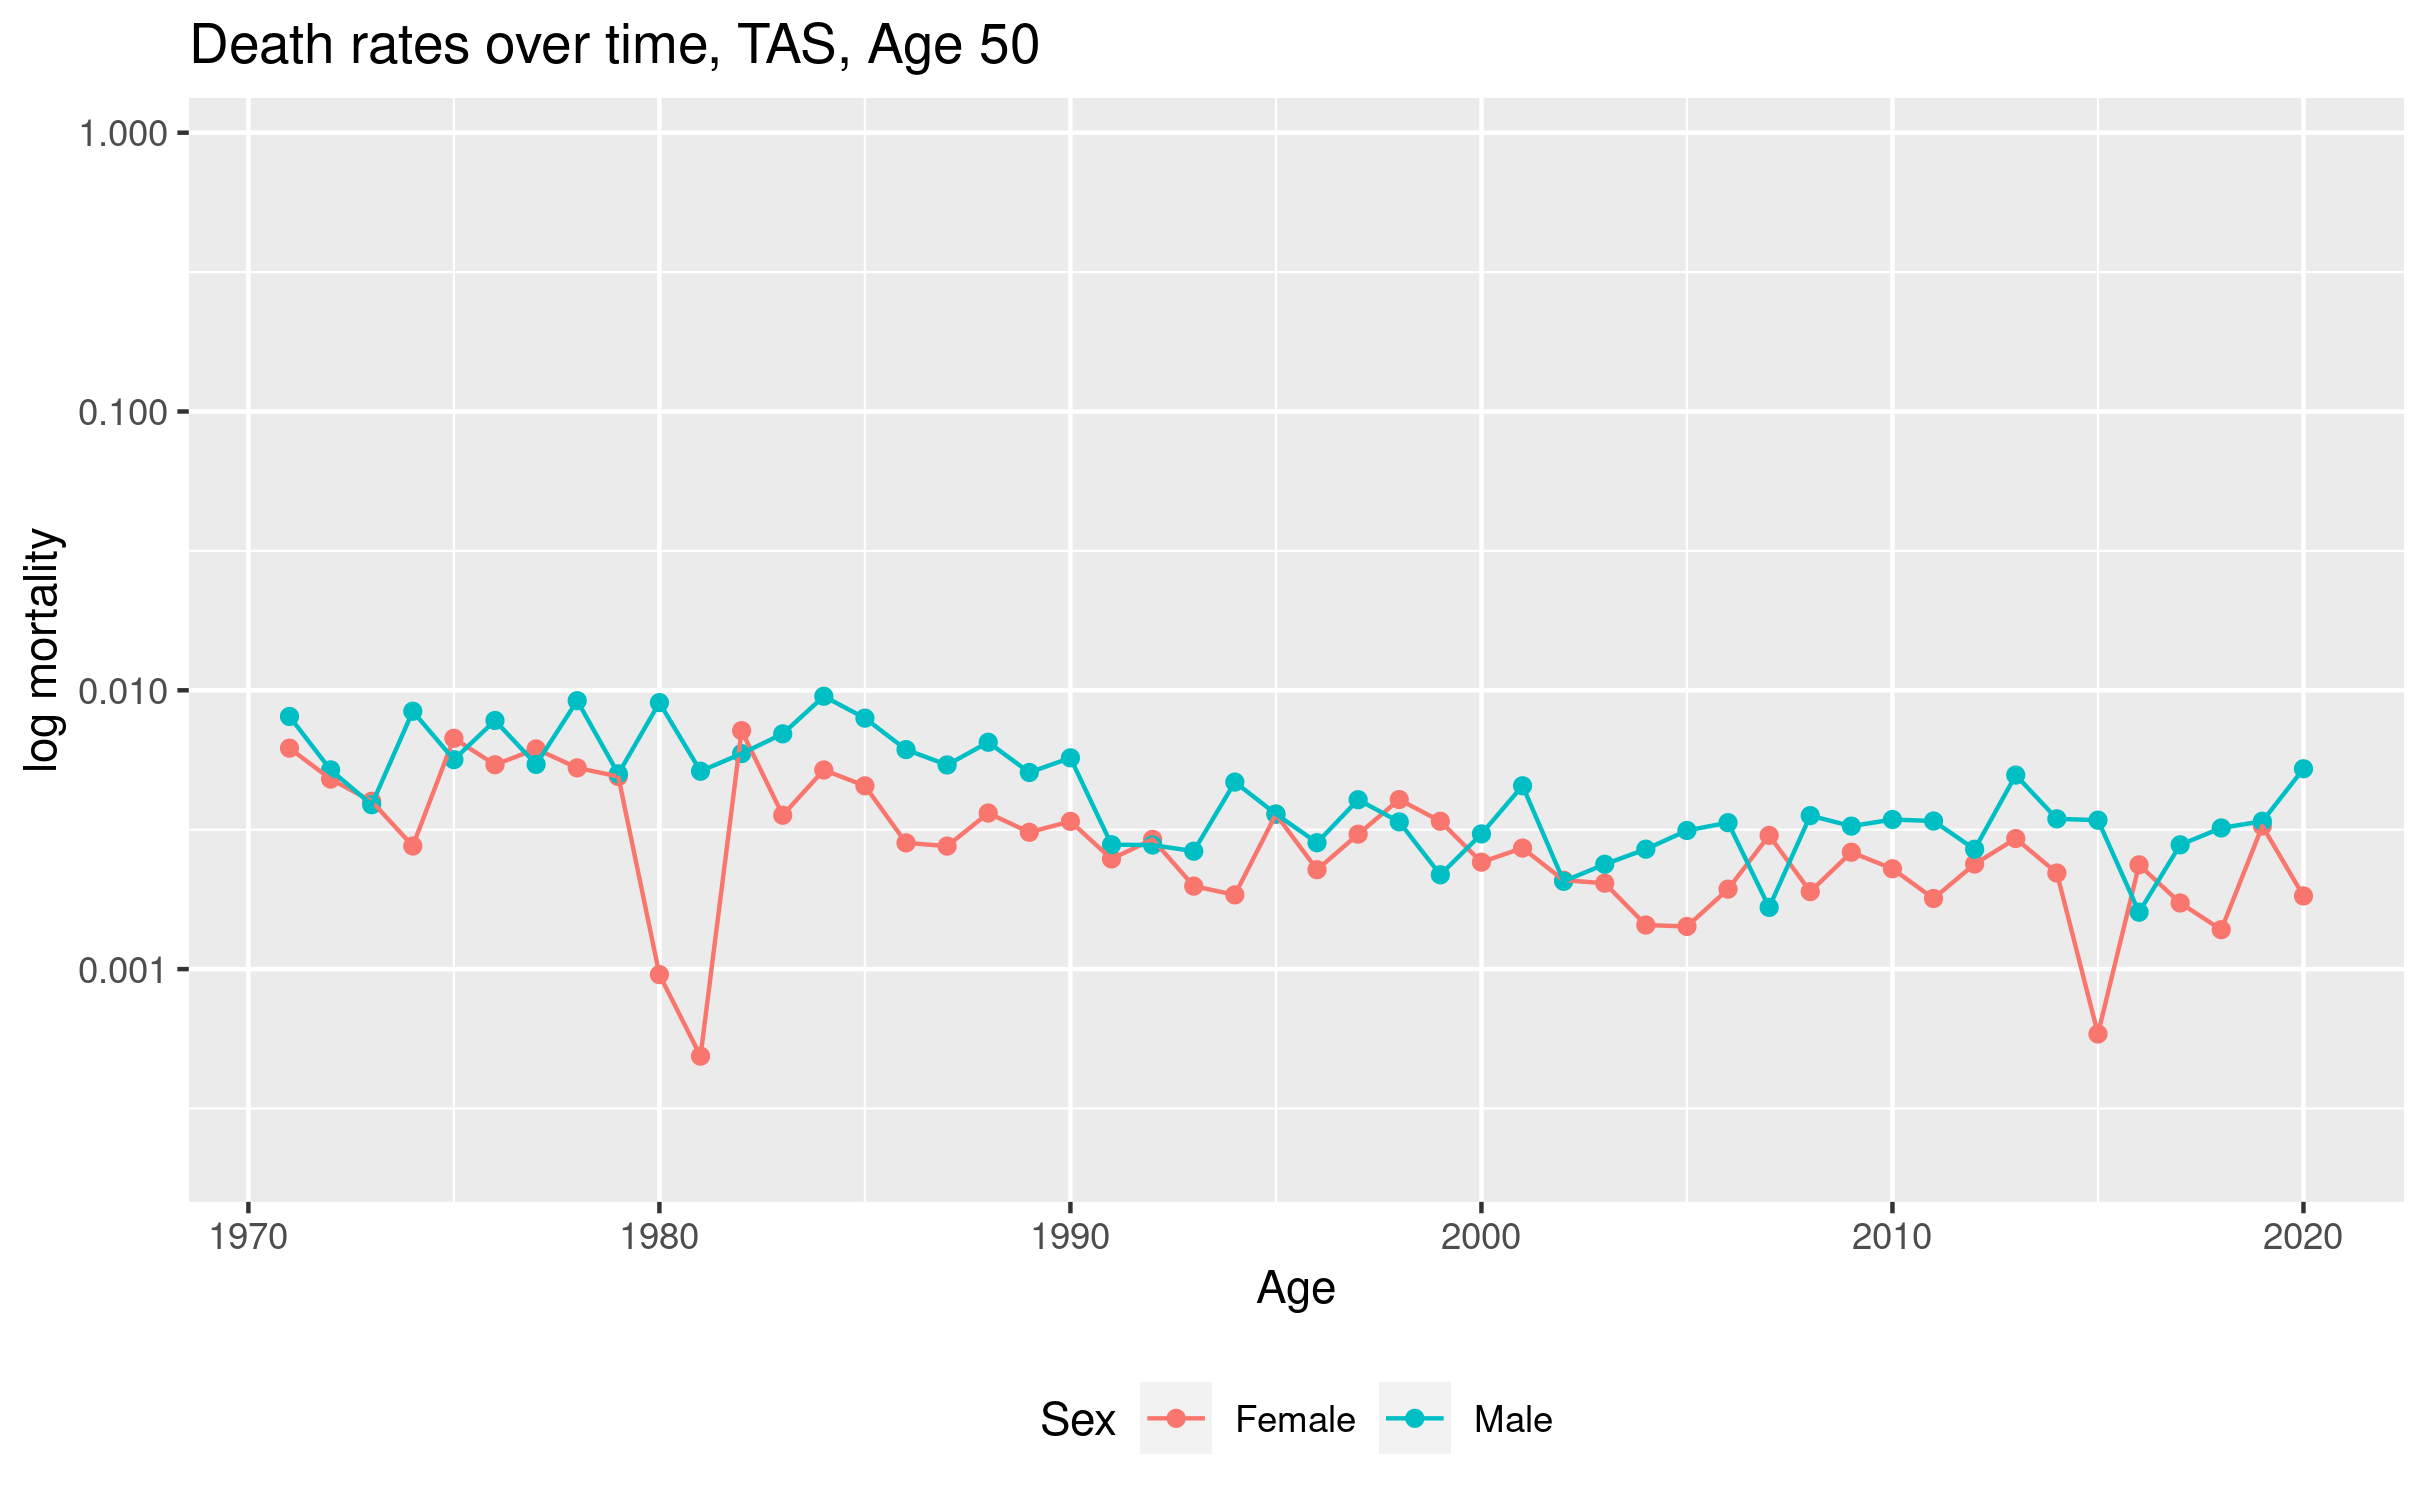 Death rates over time, TAS, Age 50
log mortality
1.000
0.100
0.010
0.001
1970 1980 1990 2000 2010 2020
Age
Sex Female Male